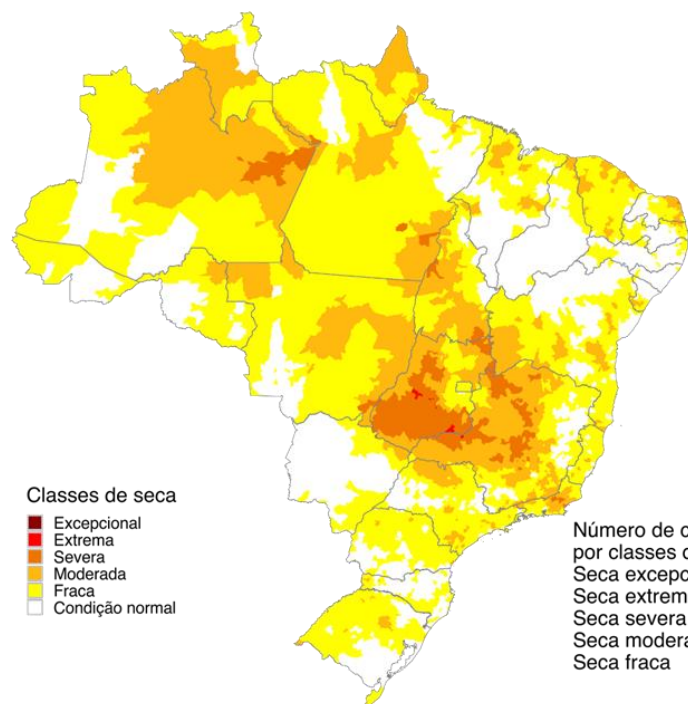 Classes de seca
Excepcional
Extrema
Severa
Moderada
Fraca
Condição normal
Número de
por classes
Seca
Seca
Seca severa
Seca
Seca fraca